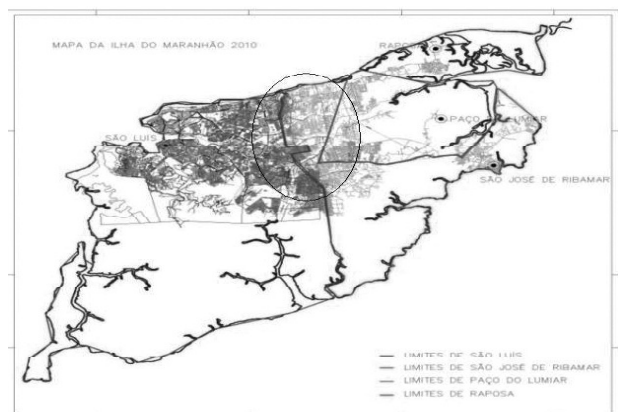 MAPA DA ILHA DO MARANHÃO 2010
RAPOSA
SÃO LUIS
PAÇO LUMIAR
SÃO JOSÉ DE RIBAMAR
LIMITES DE SÃO LUIS
LIMITES DE SÃO JOSÉ DE RIBAMAR
LIMITES DE PAÇO DO LUMIAR
LIMITES DE RAPOSA